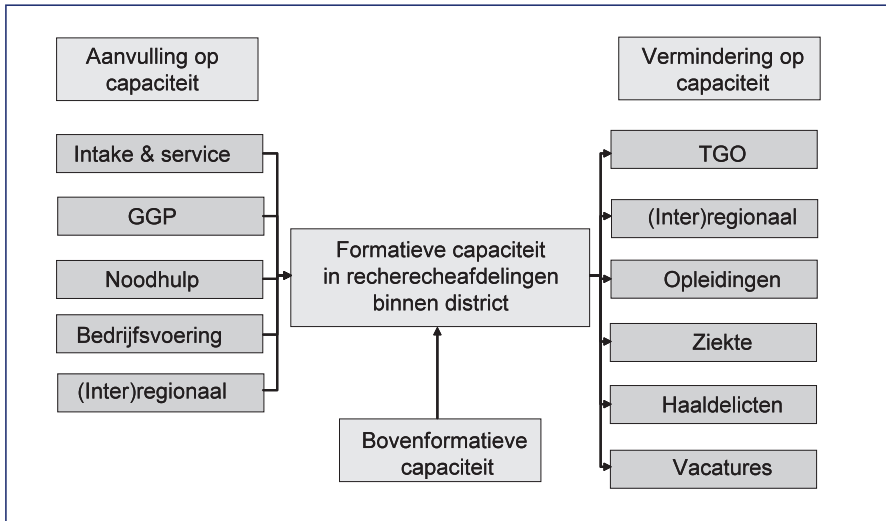 Aanvulling op
capaciteit
Intake & service
GGP
Noodhulp
Bedrijfsvoering
(Inter)regionaal
Formatieve capaciteit
in recherecheafdelingen
binnen district
Bovenformatieve
capaciteit
Vermindering op
capaciteit
TGO
(Inter)regionaal
Opleidingen
Ziekte
Haaldelicten
Vacatures